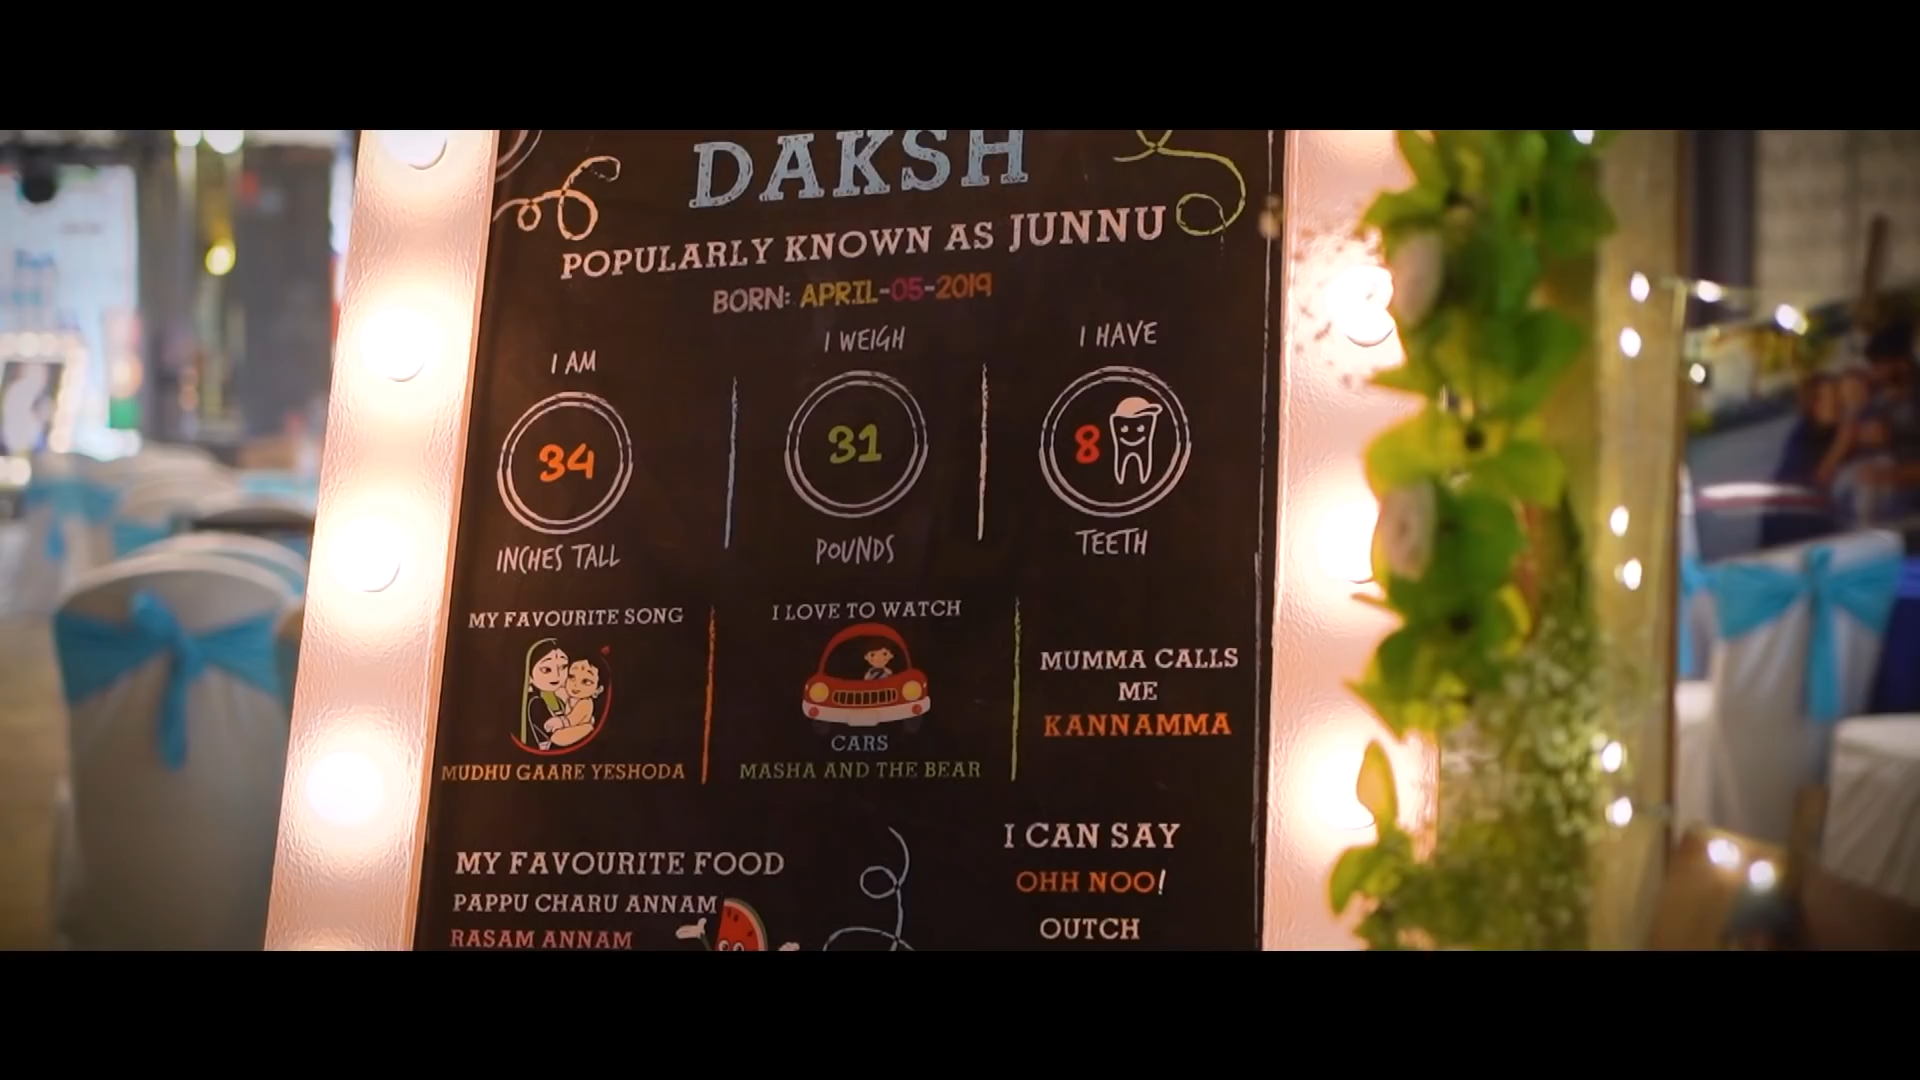 DAKSH
POPULARLY KNOWN AS JUNNU
BORN: APRIL-05-2019
I AM
34
INCHES TALL
I WEIGH
31
POUNDS
I HAVE
8
TEETH
MY FAVOURITE SONG
MUDHU GAARE YESHODA
I LOVE TO WATCH
CARS
MASHA AND THE BEAR
MUMMA CALLS
ME
KANNAMMA
MY FAVOURITE FOOD
PAPPU CHARU ANNAM
RASAM ANNAM
I CAN SAY
OHH NOO!
OUTCH